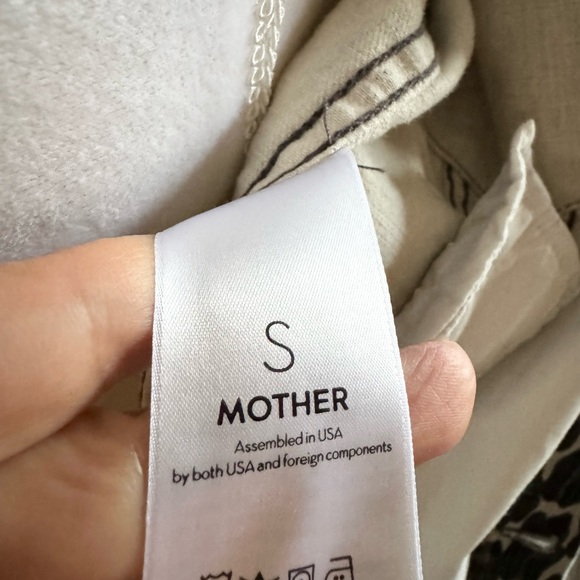 S
MOTHER
Assembled in USA
by both USA and foreign components